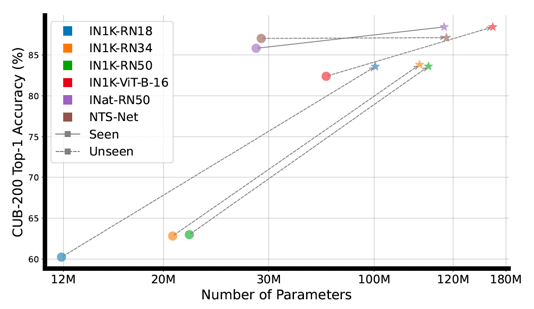 IN1K-RN18
IN1K-RN34
IN1K-RN50
IN1K-ViT-B-16
INat-RN50
NTS-Net
Seen
Unseen
CUB-200 Top-1 Accuracy (%)
85
80
75
70
65
60
12M 20M 30M 100M 120M 180M
Number of Parameters